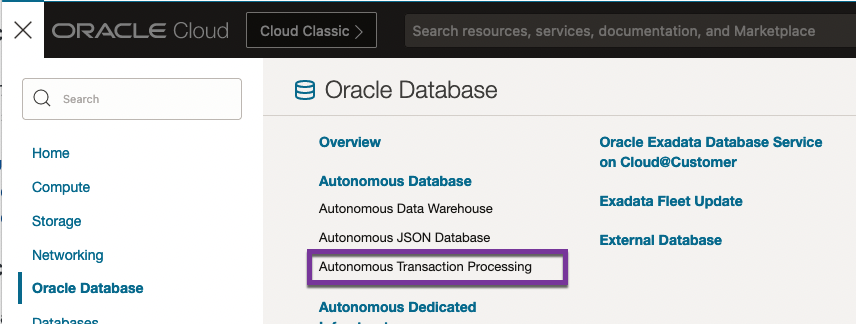 ORACLE Cloud
Cloud Classic >
Search resources, services, documentation, and Marketplace
Search
Home
Compute
Storage
Networking
Oracle Database
Databases
Oracle Database
Overview
Autonomous Database
Autonomous Data Warehouse
Autonomous JSON Database
Autonomous Transaction Processing
Autonomous Dedicated
Infrastructure
Oracle Exadata Database Service
on Cloud@Customer
Exadata Fleet Update
External Database